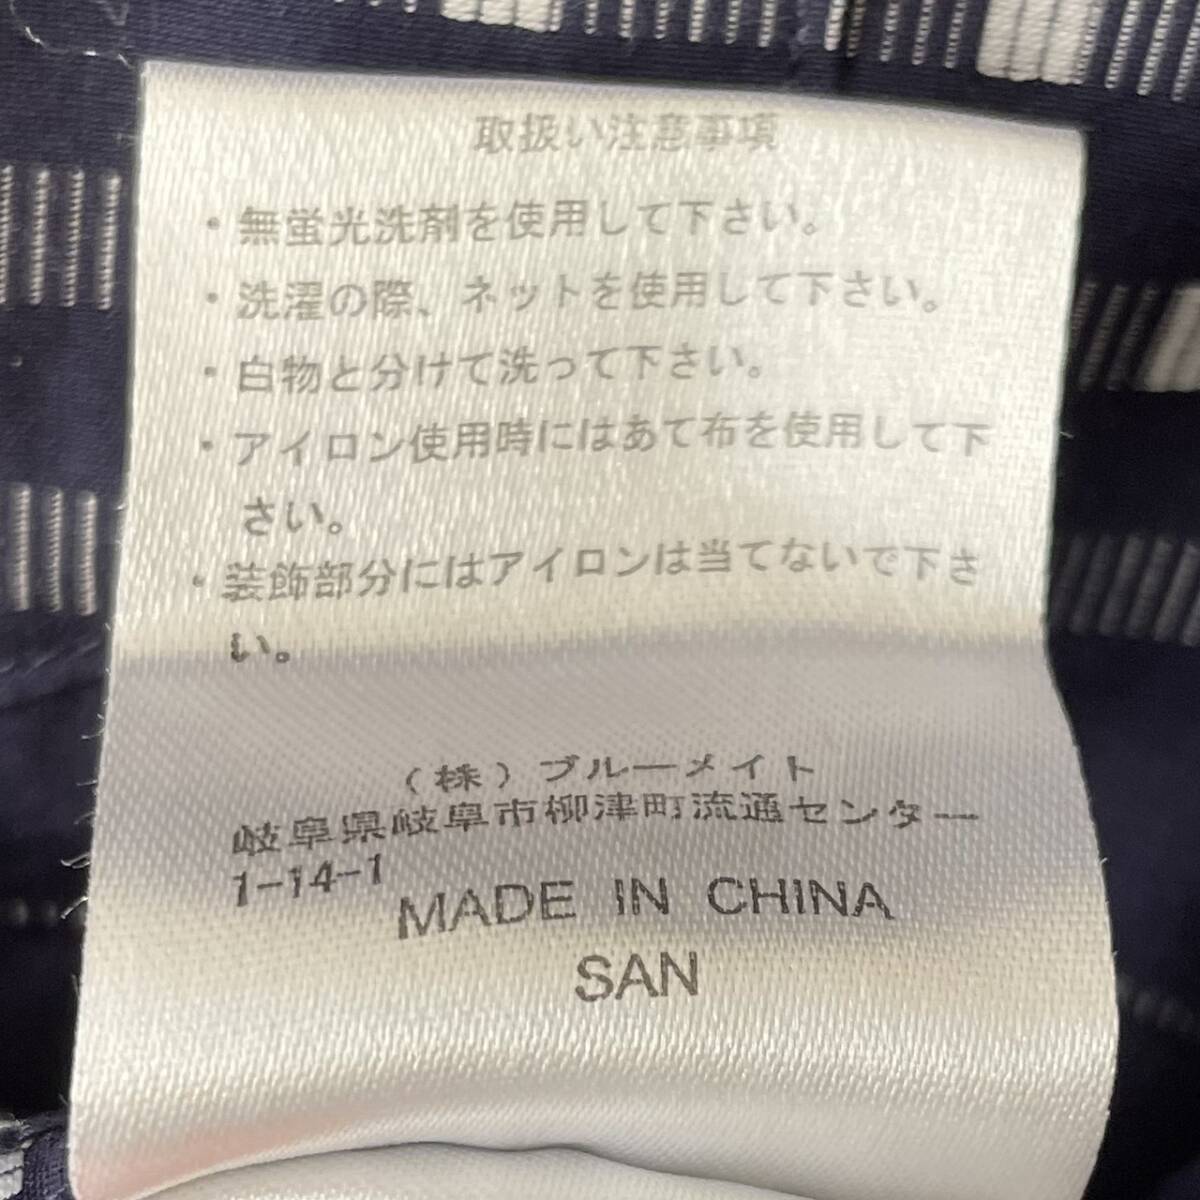 取扱い注意事項
・無蛍光洗剤を使用して下さい。
・洗濯の際、ネットを使用して下さい。
・白物と分けて洗って下さい。
・アイロン使用時にはあて布を使用して下
さい。
・装飾部分にはアイロンは当てないで下さ
い。
（株）ブルーメイト
岐阜県岐阜市柳津町流通センター
1-14-1
MADE IN CHINA
SAN